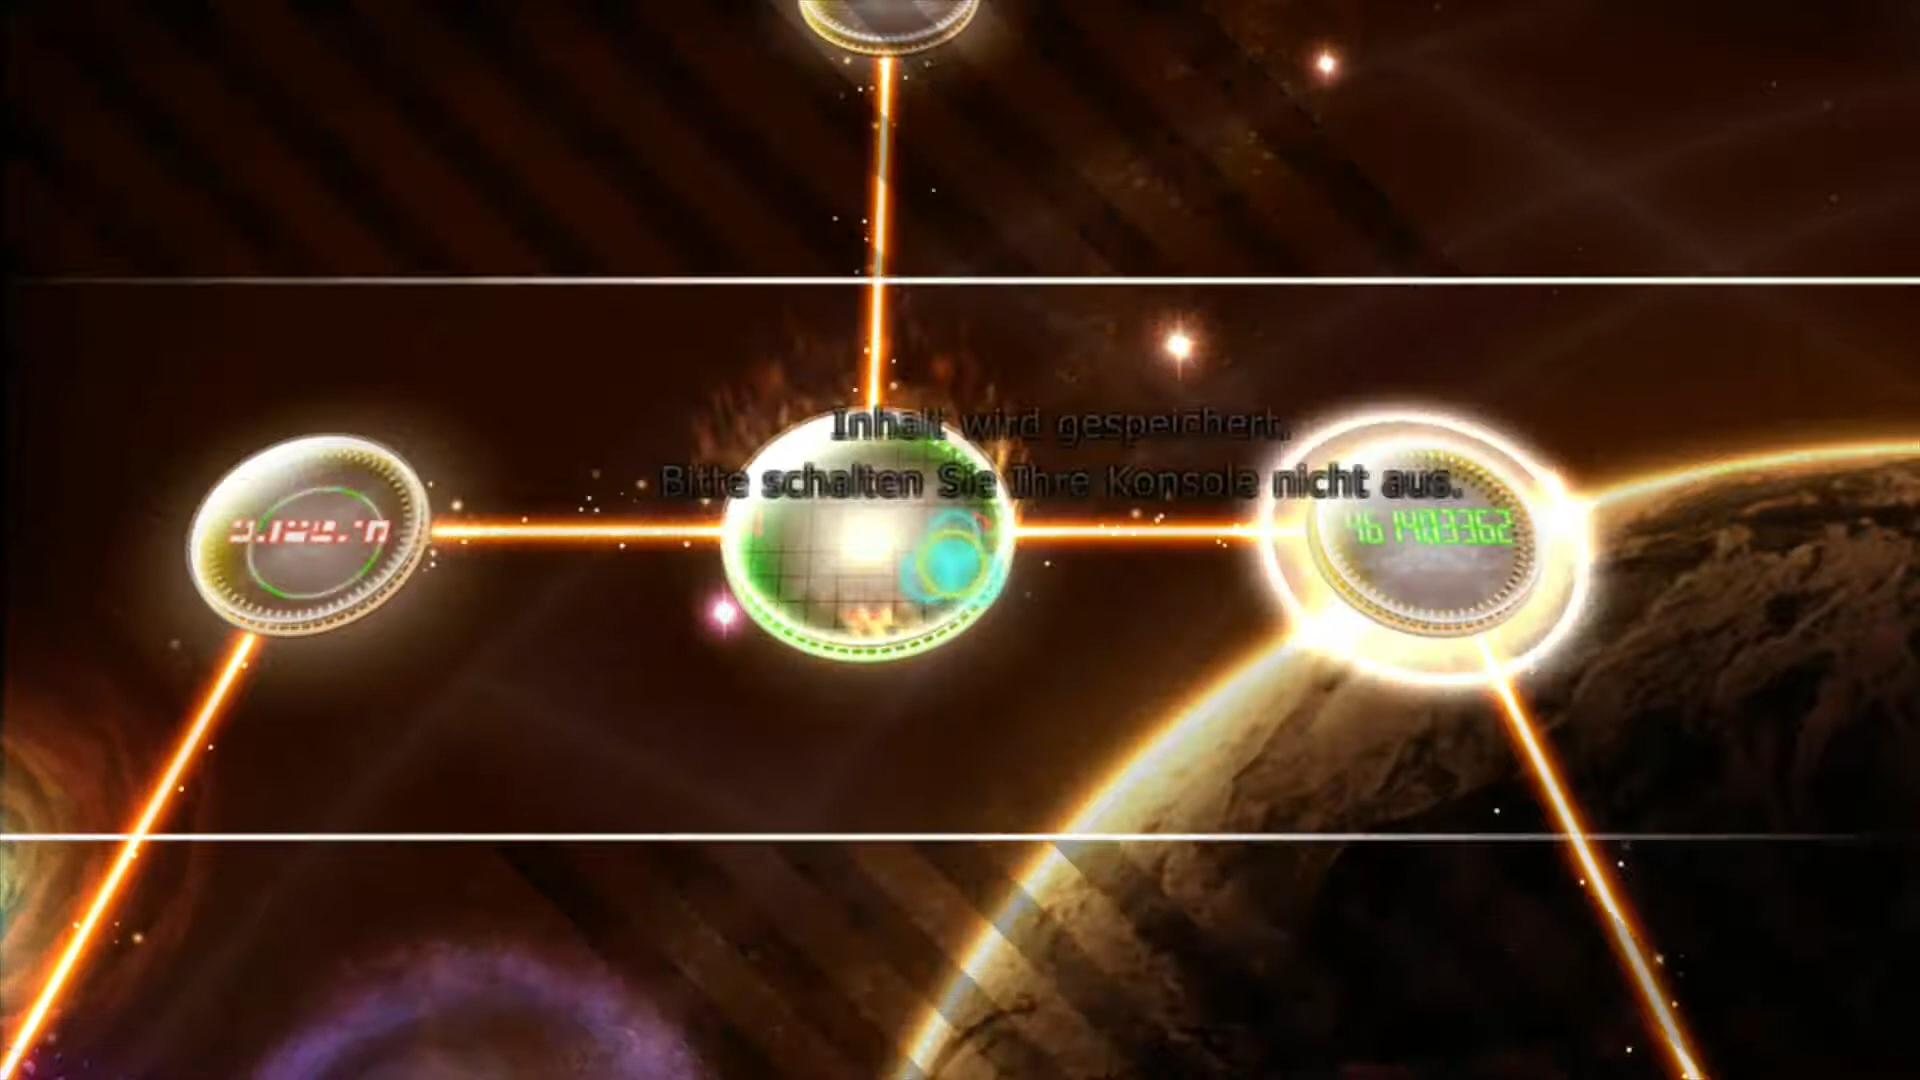 Inhalt wird gespeichert.
Bitte schalten Sie Ihre Konsole nicht aus.
4614033362